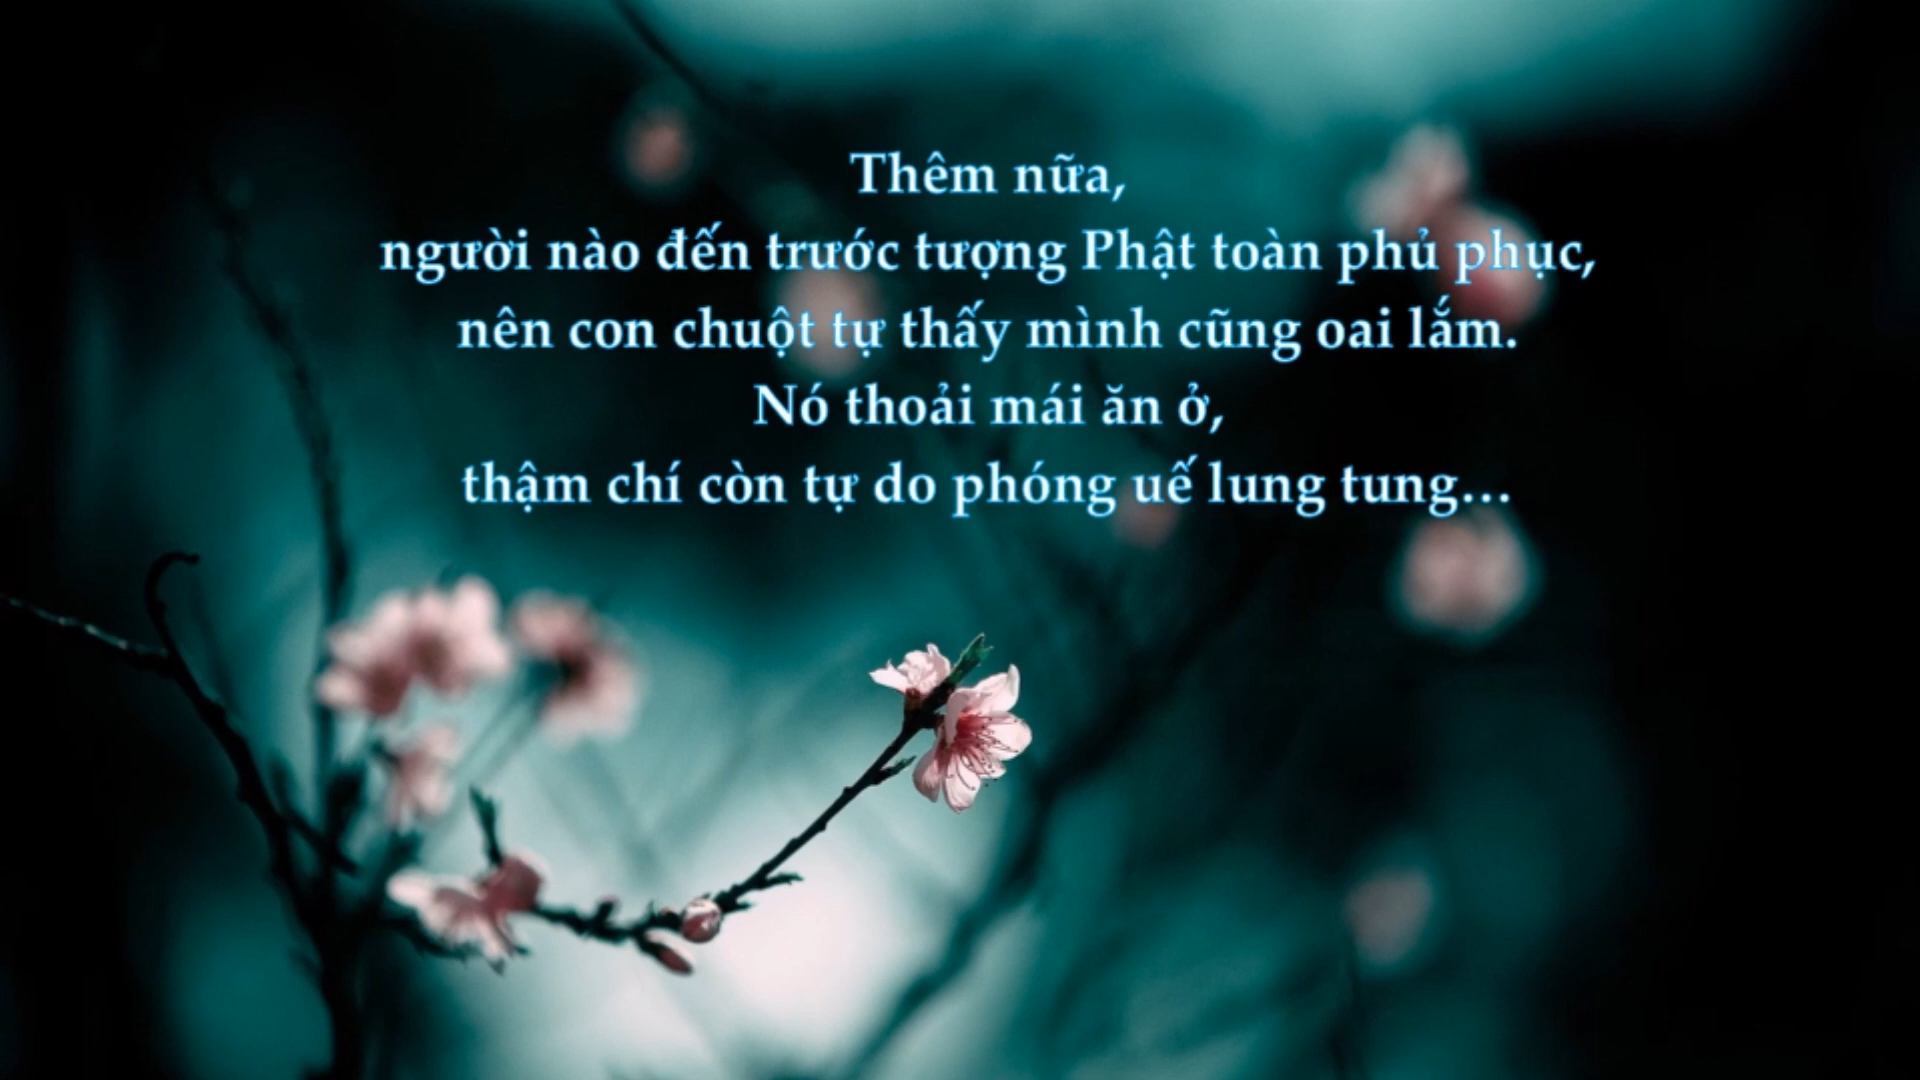 Thêm nữa,
người nào đến trước tượng Phật toàn phủ phục,
nên con chuột tự thấy mình cũng oai lắm.
Nó thoải mái ăn ở,
thậm chí còn tự do phóng uế lung tung...